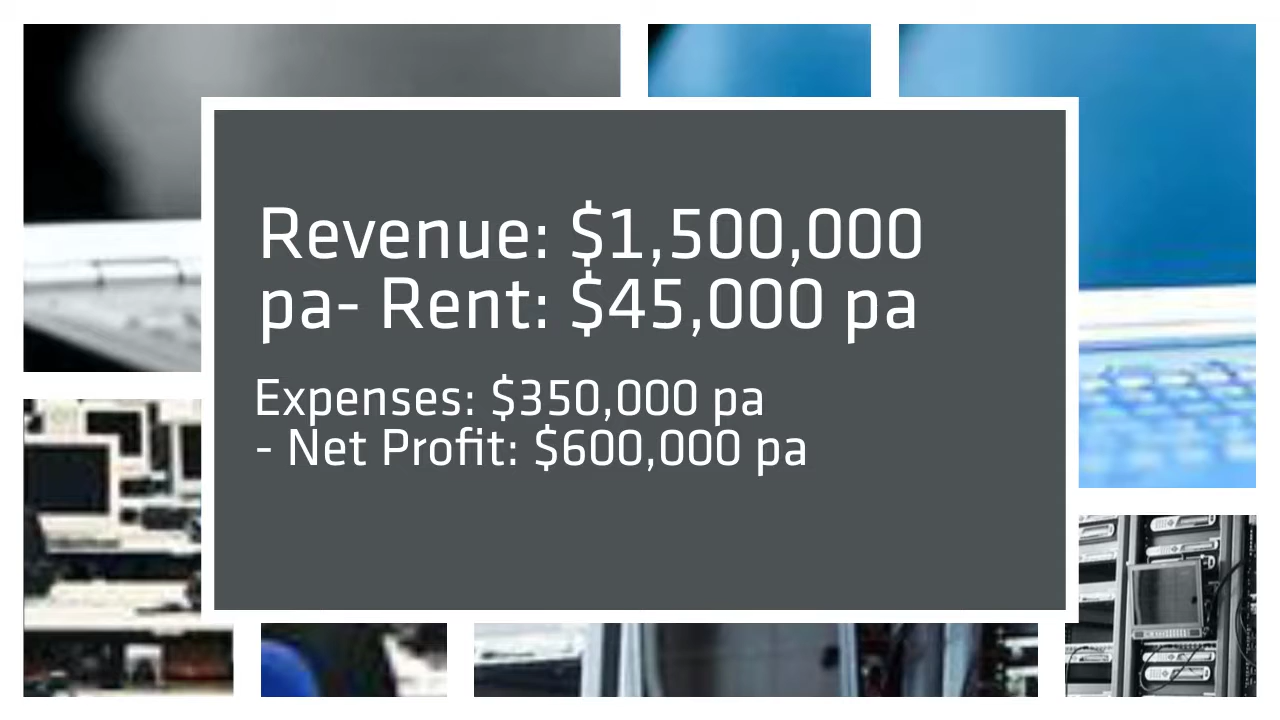 Revenue: $1,500,000
pa- Rent: $45,000 pa
Expenses: $350,000 pa
- Net Profit: $600,000 pa